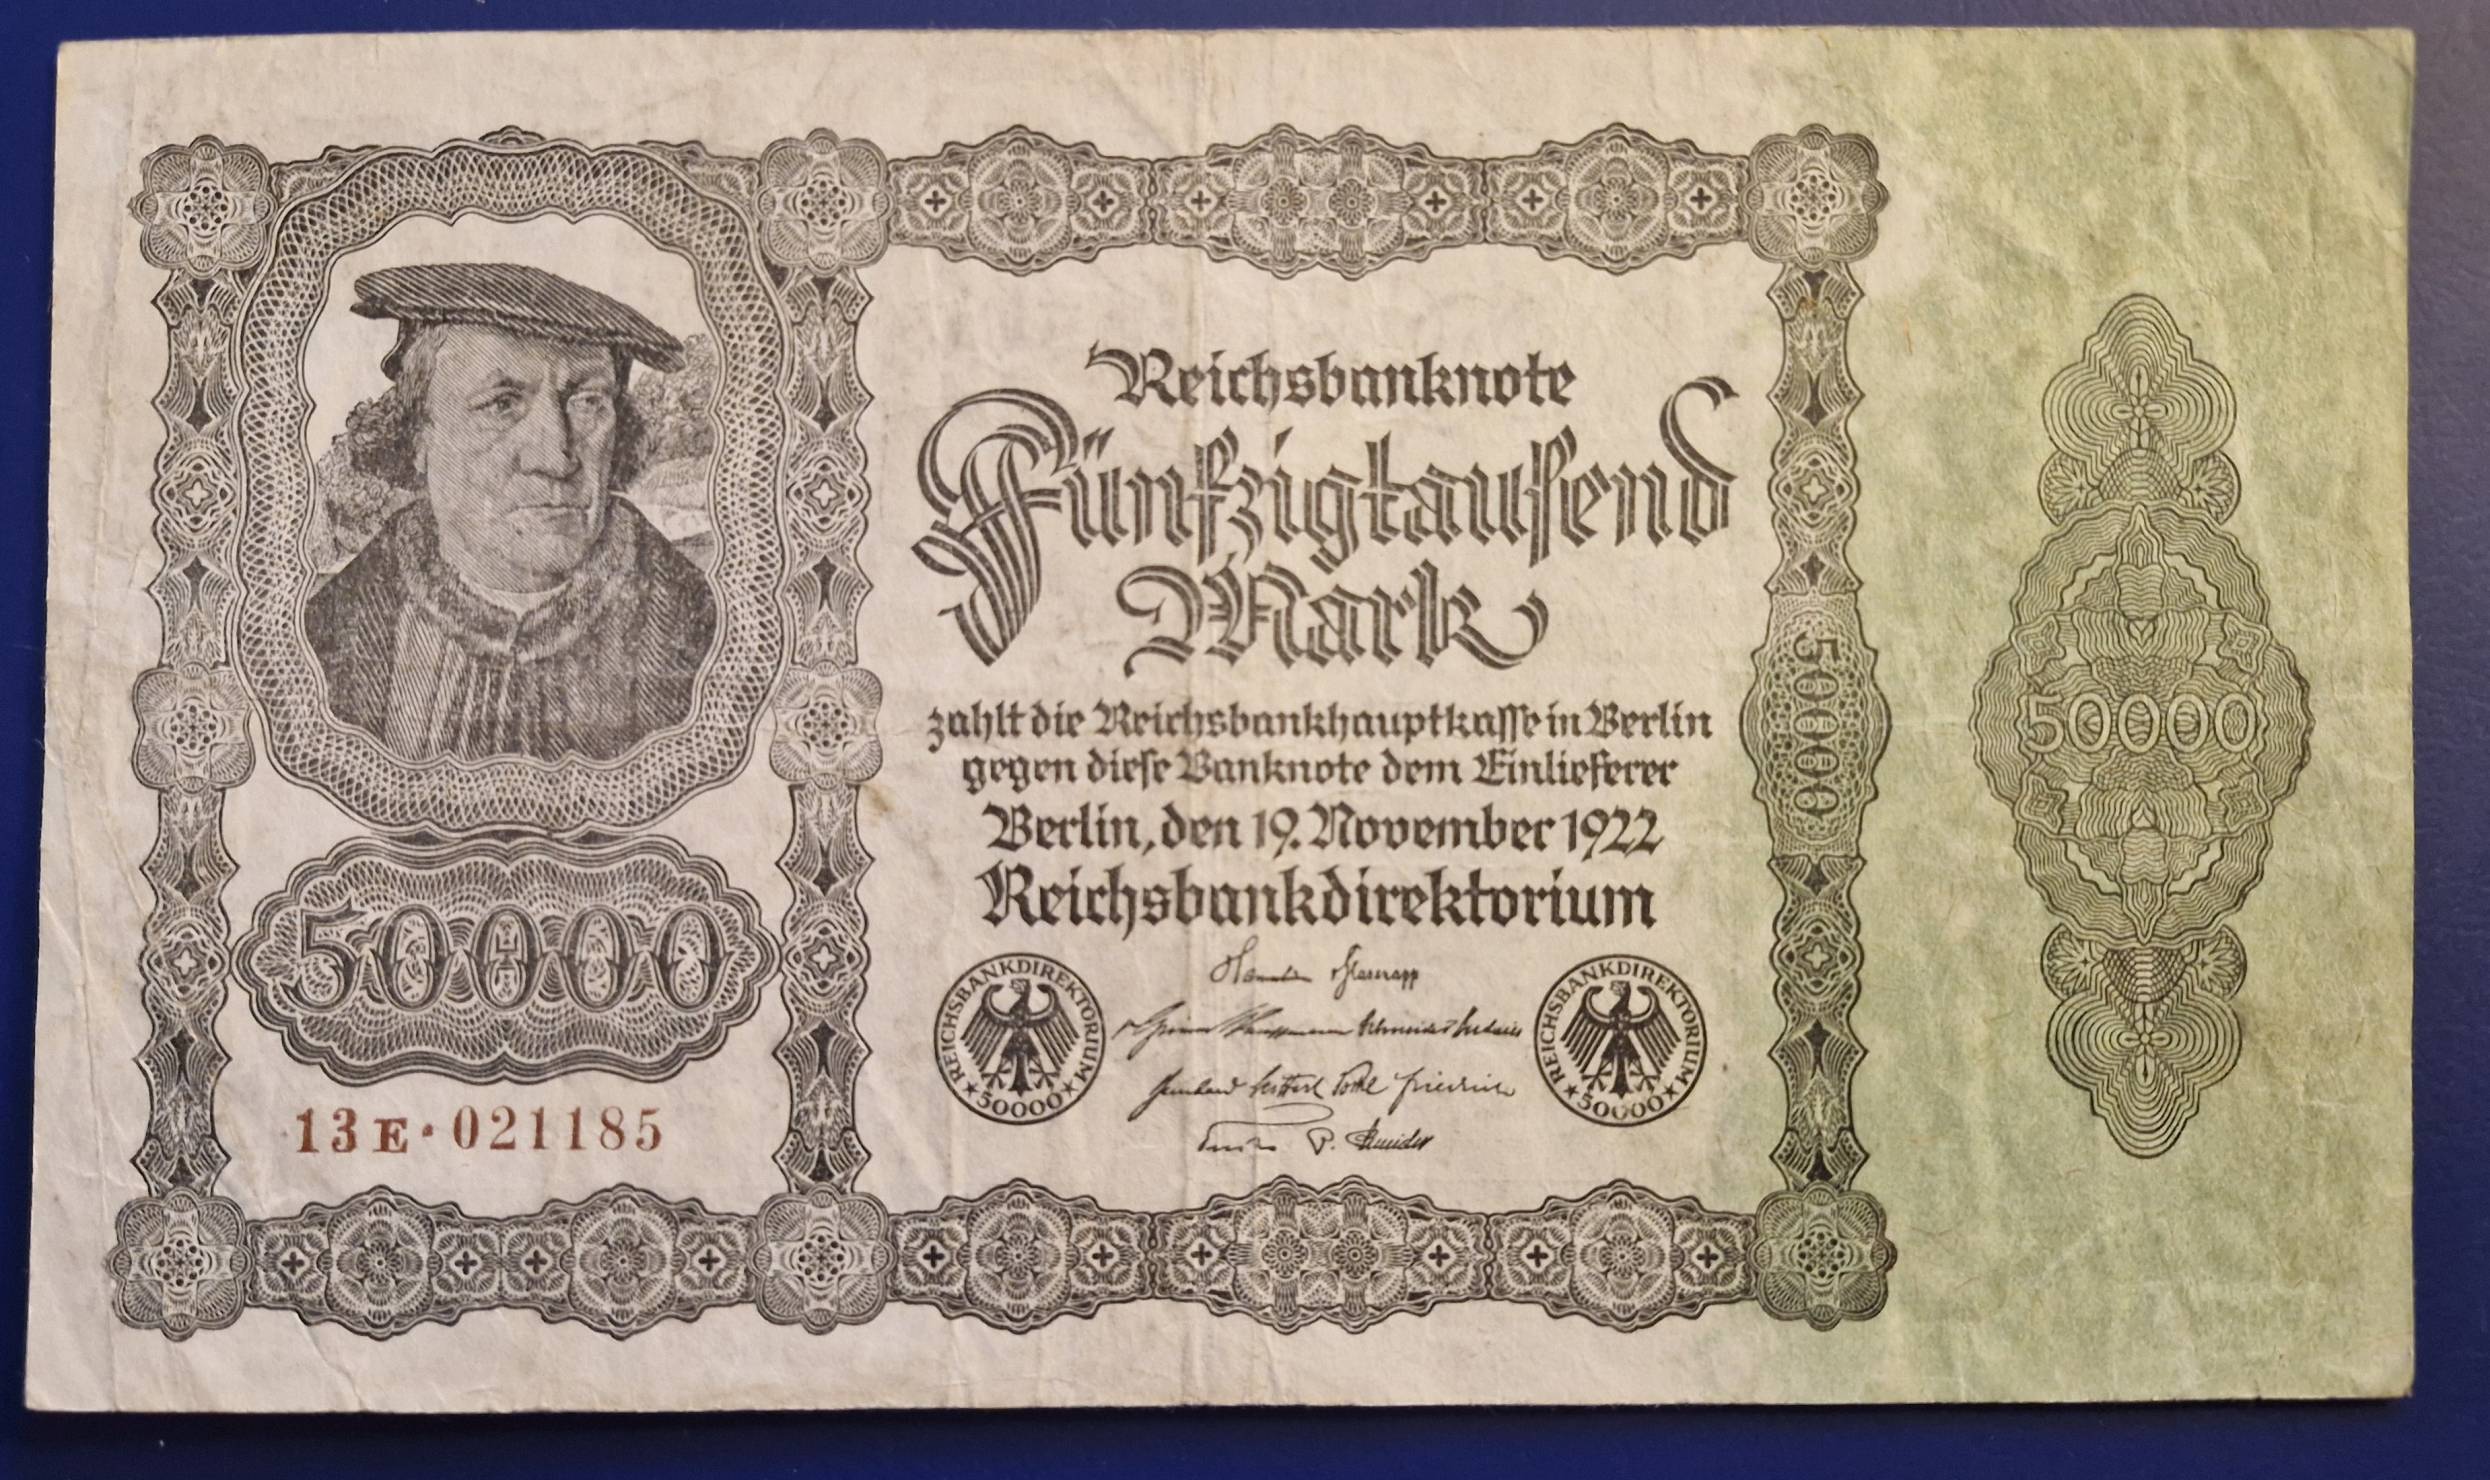 Reichsbanknote
Fünfzigtauſend
Mark
zahlt die Reichsbankhauptkaſſe in Berlin
gegen dieſe Banknote dem Einlieferer
Berlin, den 19. November 1922
Reichsbankdirektorium
REICHSBANKDIREKTORIUM
50000
REICHSBANKDIREKTORIUM
50000
50000
13E·021185
50000
50000